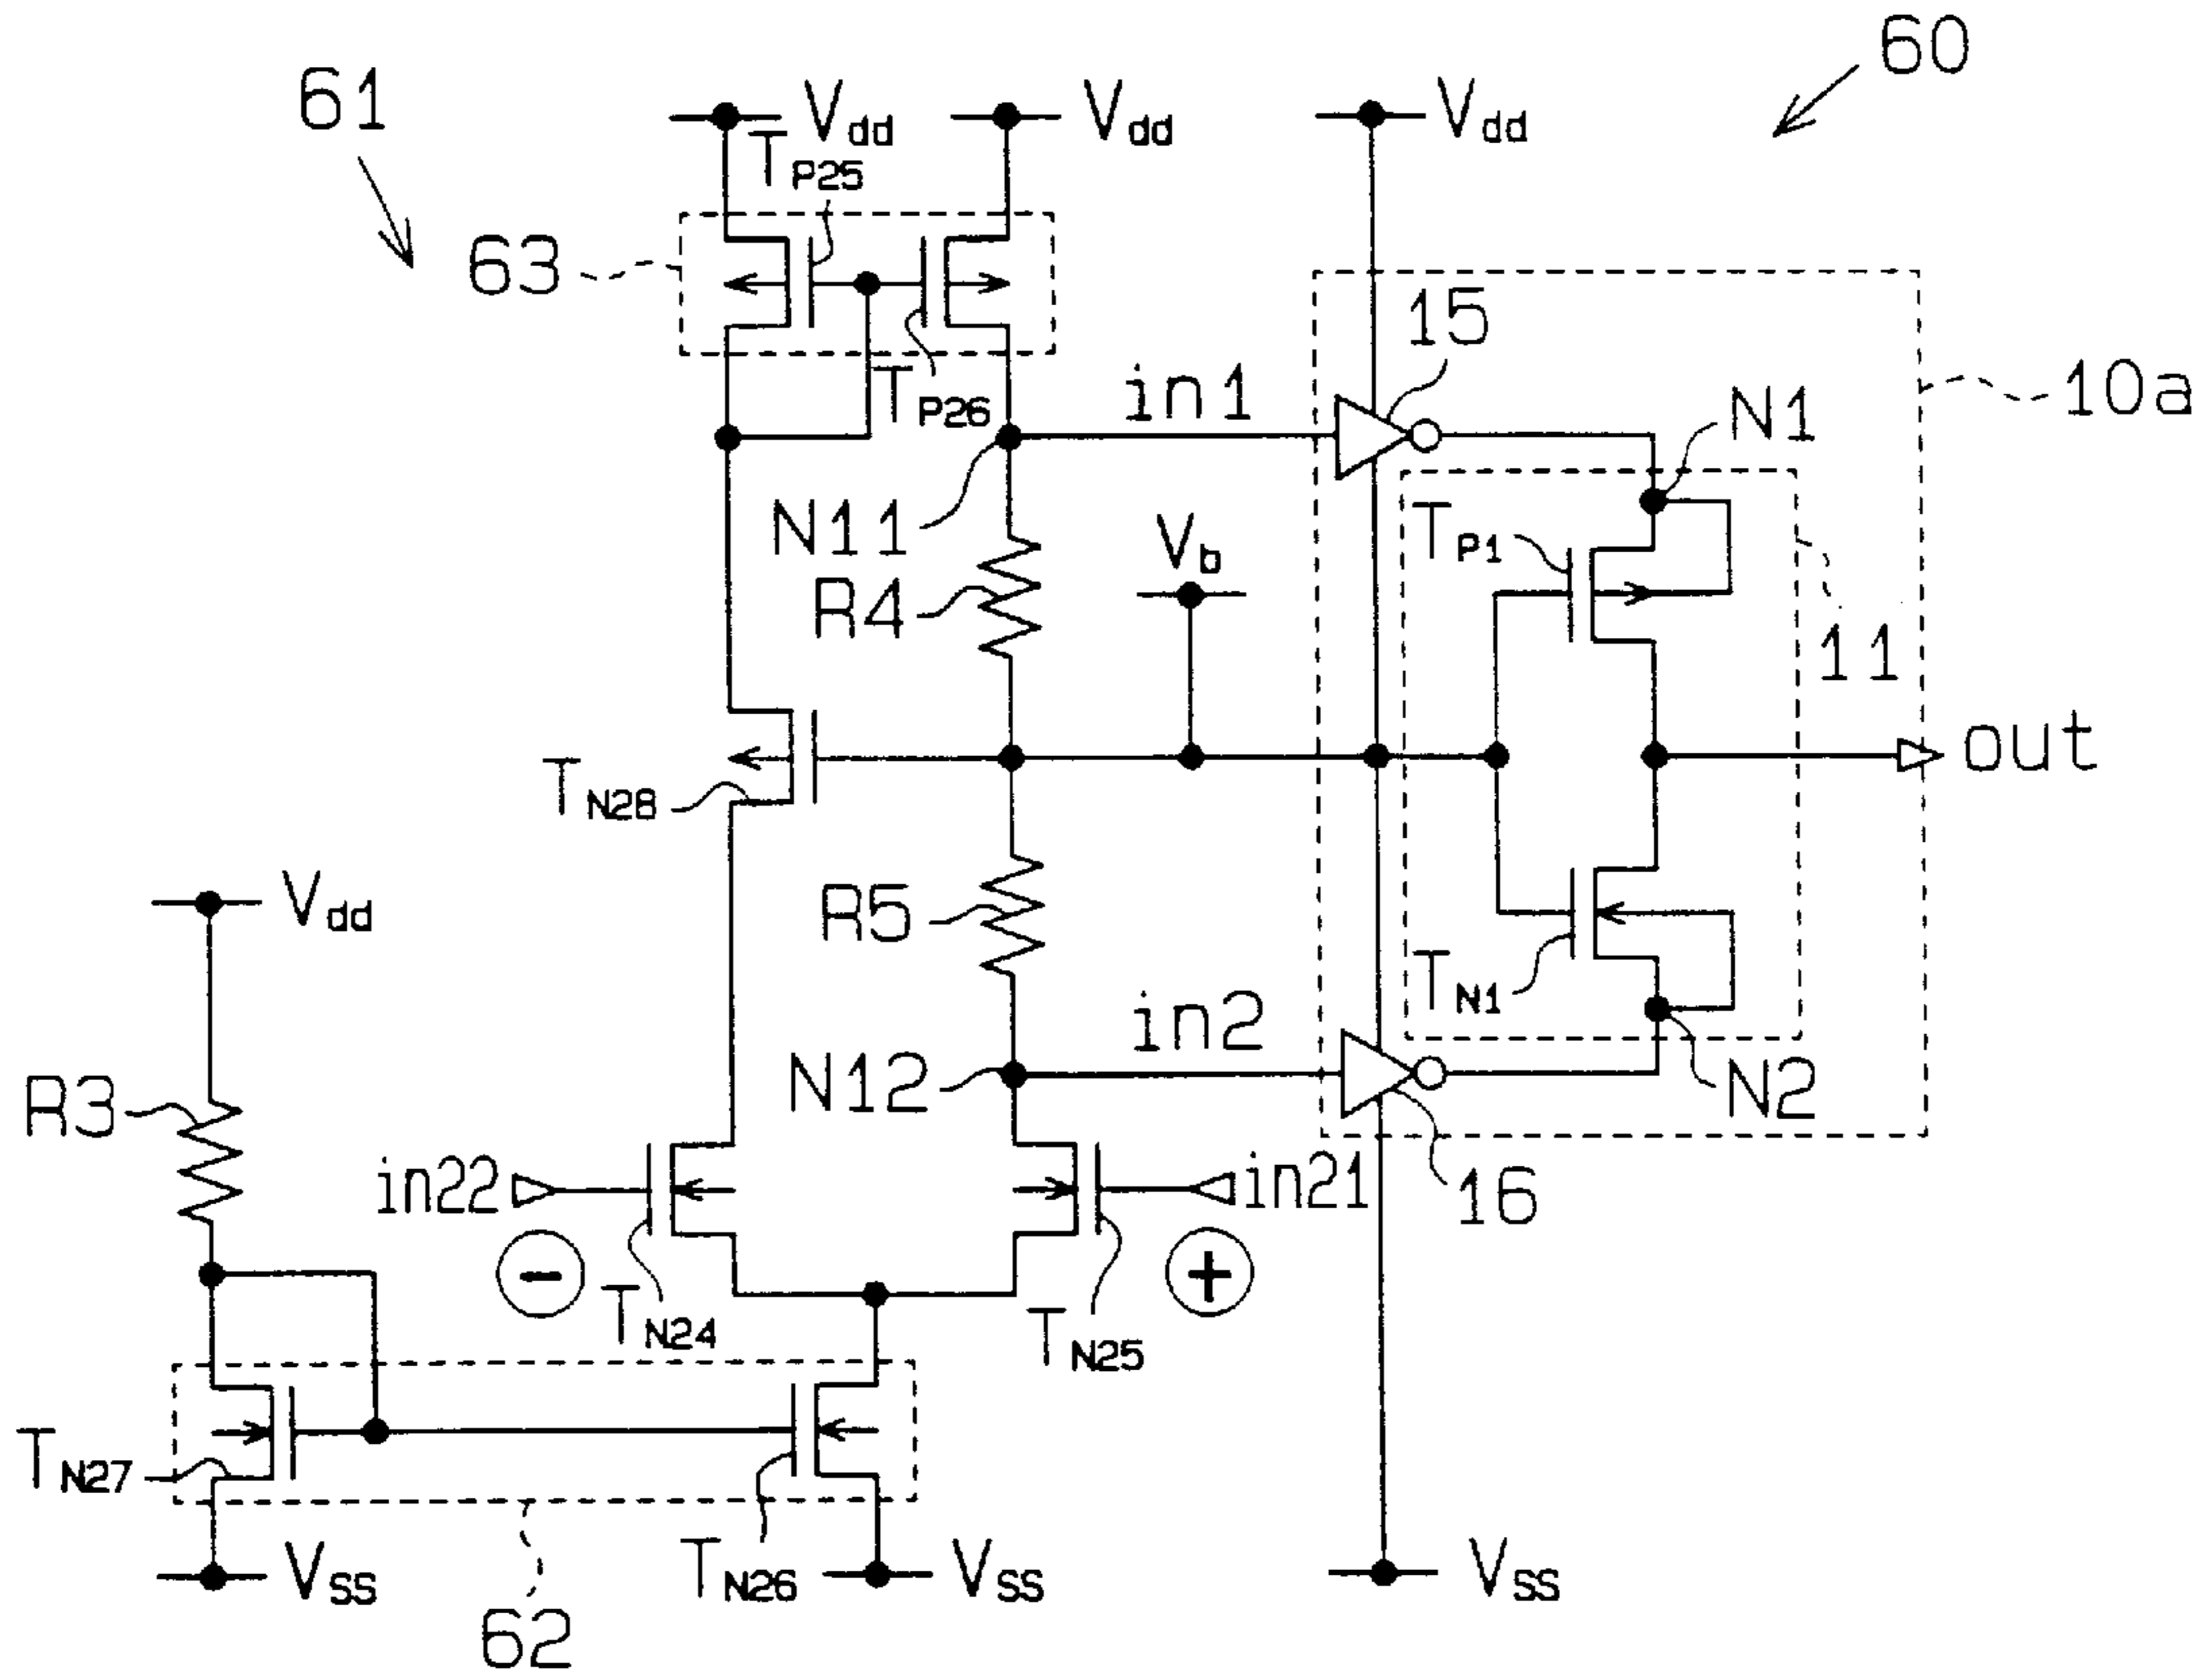 60
61
Vdd
Vdd
Vdd
TP25
63
15
10a
TP26
in1
N1
N11
TP1
Vb
R4
11
out
TN28
Vdd
R5
TN1
in2
N12
N2
R3
in22
in21
16
−
+
TN24
TN25
TN27
TN26
VSS
VSS
VSS
62